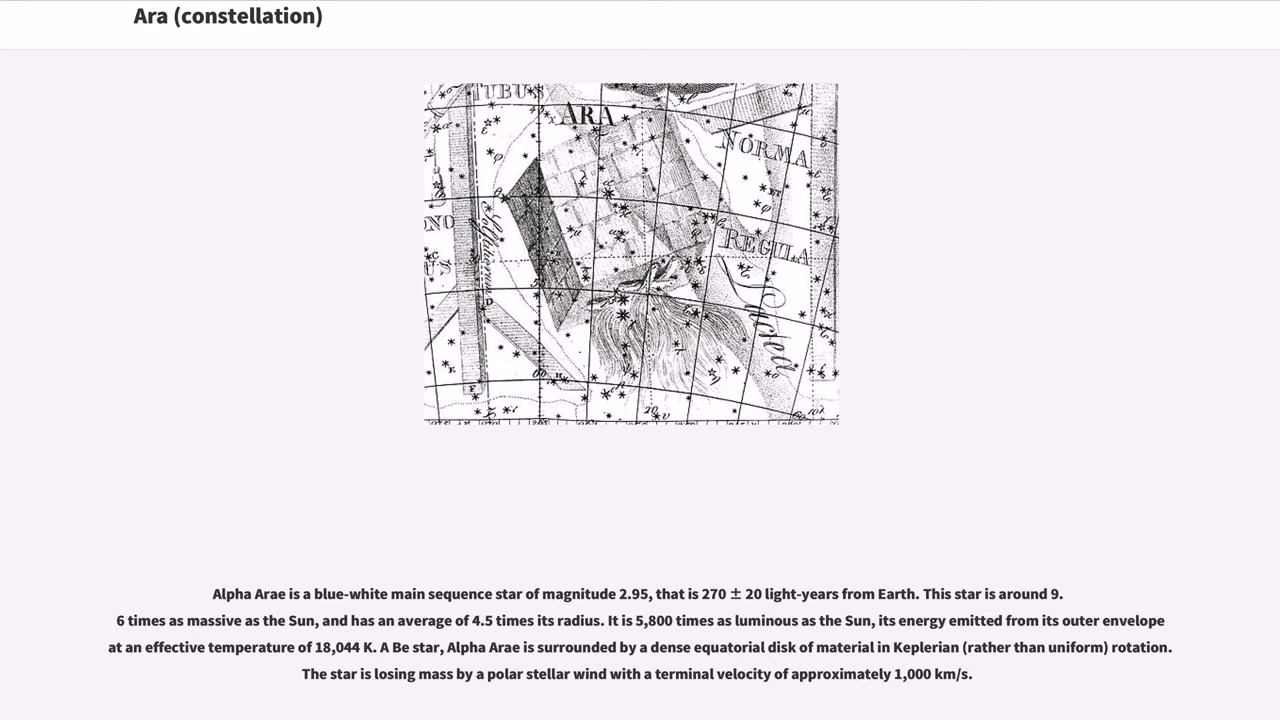 Ara (constellation)
TUBUS
ARA
NORMA
REGULA
Alpha Arae is a blue-white main sequence star of magnitude 2.95, that is 270 ± 20 light-years from Earth. This star is around 9.
6 times as massive as the Sun, and has an average of 4.5 times its radius. It is 5,800 times as luminous as the Sun, its energy emitted from its outer envelope
at an effective temperature of 18,044 K. A Be star, Alpha Arae is surrounded by a dense equatorial disk of material in Keplerian (rather than uniform) rotation.
The star is losing mass by a polar stellar wind with a terminal velocity of approximately 1,000 km/s.